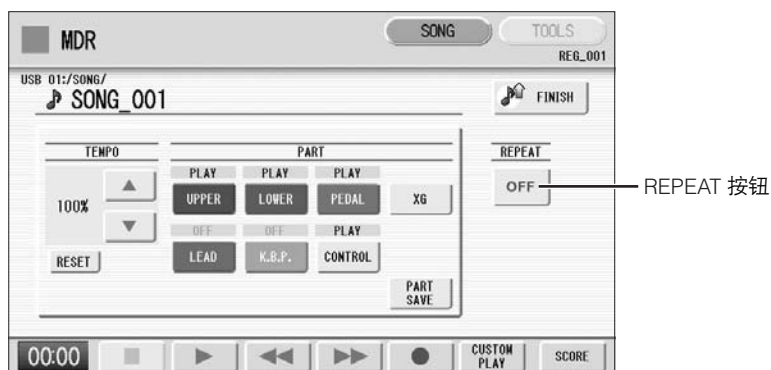 MDR
SONG
TOOLS
REG_001
USB 01:/SONG/
SONG_001
FINISH
TEMPO
PART
REPEAT
PLAY PLAY PLAY
100%
UPPER LOWER PEDAL XG
OFF
REPEAT 按钮
OFF OFF PLAY
RESET
LEAD K.B.P. CONTROL
PART
SAVE
00:00
CUSTOM
PLAY
SCORE